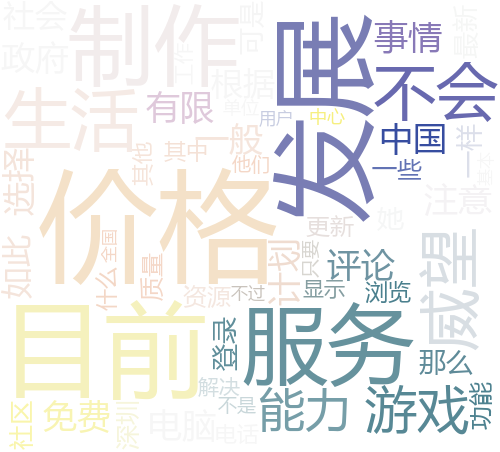 社会
制作
可是
最新
发展
事情
政府
工作
不会
根据
生活
有限
单位
用户
中心
中国
一样
一般
其中
其他
他们
一些
基本
价格
选择
注意
她
更新
威望
如此
全国
什么
质量
计划
只要
评论
资源
不过
显示
浏览
目前
服务
登录
那么
解决
不是
能力
游戏
功能
社区
免费
深圳
电脑
电话